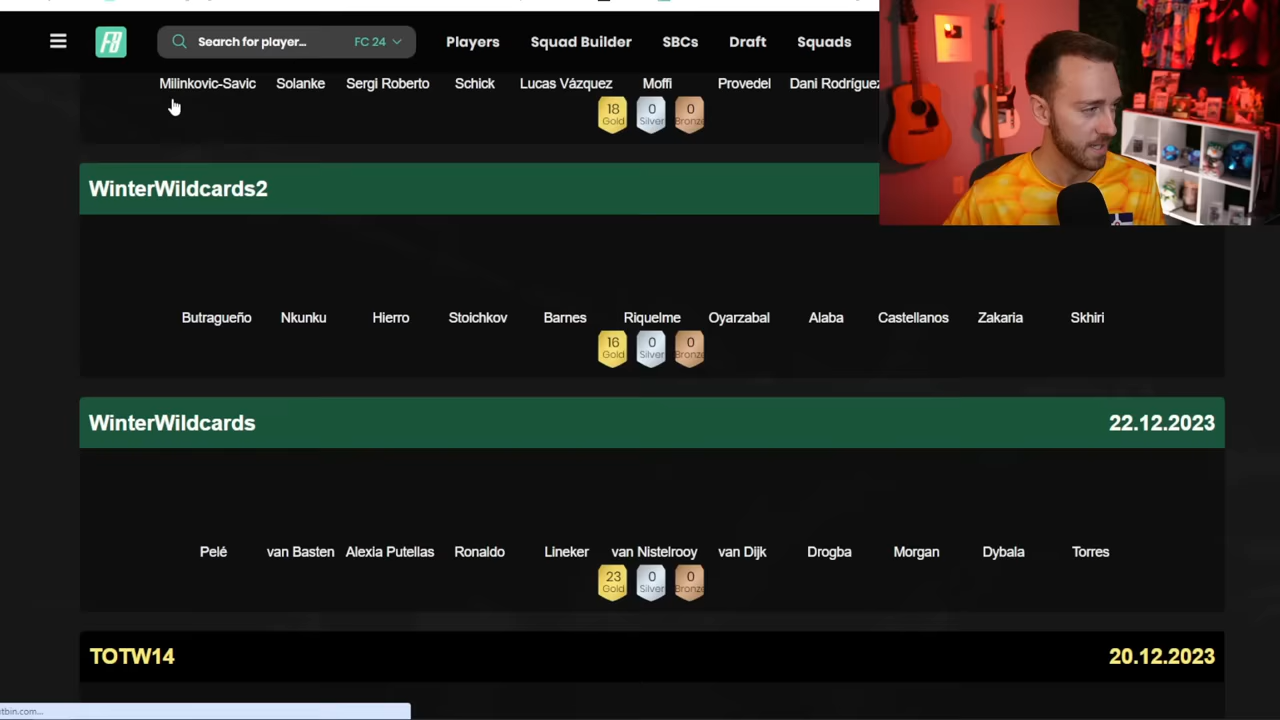 FB Search for player... FC 24 Players Squad Builder SBCs Draft Squads
Milinkovic-Savic Solanke Sergi Roberto Schick Lucas Vázquez Moffi Provedel Dani Rodríguez
18 0 0
Gold Silver Bronze
WinterWildcards2
Butragueño Nkunku Hierro Stoichkov Barnes Riquelme Oyarzabal Alaba Castellanos Zakaria Skhiri
16 0 0
Gold Silver Bronze
WinterWildcards 22.12.2023
Pelé van Basten Alexia Putellas Ronaldo Lineker van Nistelrooy van Dijk Drogba Morgan Dybala Torres
23 0 0
Gold Silver Bronze
TOTW14 20.12.2023
tbin.com...